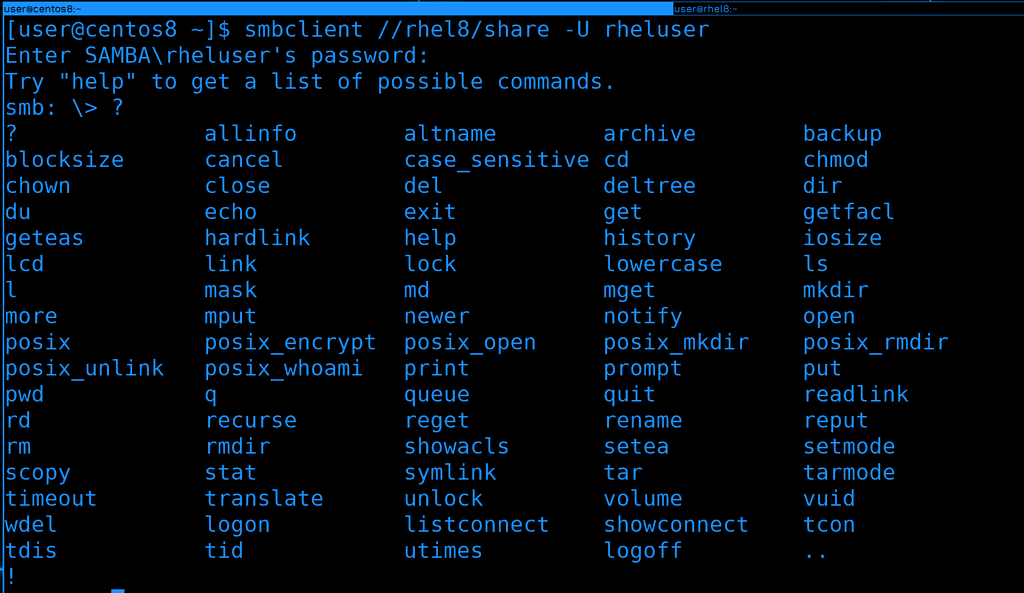 user@centos8:~ user@rhel8:~
[user@centos8 ~]$ smbclient //rhel8/share -U rheluser
Enter SAMBA\rheluser's password:
Try "help" to get a list of possible commands.
smb: \> ?
? allinfo altname archive backup
blocksize cancel case_sensitive cd chmod
chown close del deltree dir
du echo exit get getfacl
geteas hardlink help history iosize
lcd link lock lowercase ls
l mask md mget mkdir
more mput newer notify open
posix posix_encrypt posix_open posix_mkdir posix_rmdir
posix_unlink posix_whoami print prompt put
pwd q queue quit readlink
rd recurse reget rename reput
rm rmdir showacls setea setmode
scopy stat symlink tar tarmode
timeout translate unlock volume vuid
wdel logon listconnect showconnect tcon
tdis tid utimes logoff ..
!